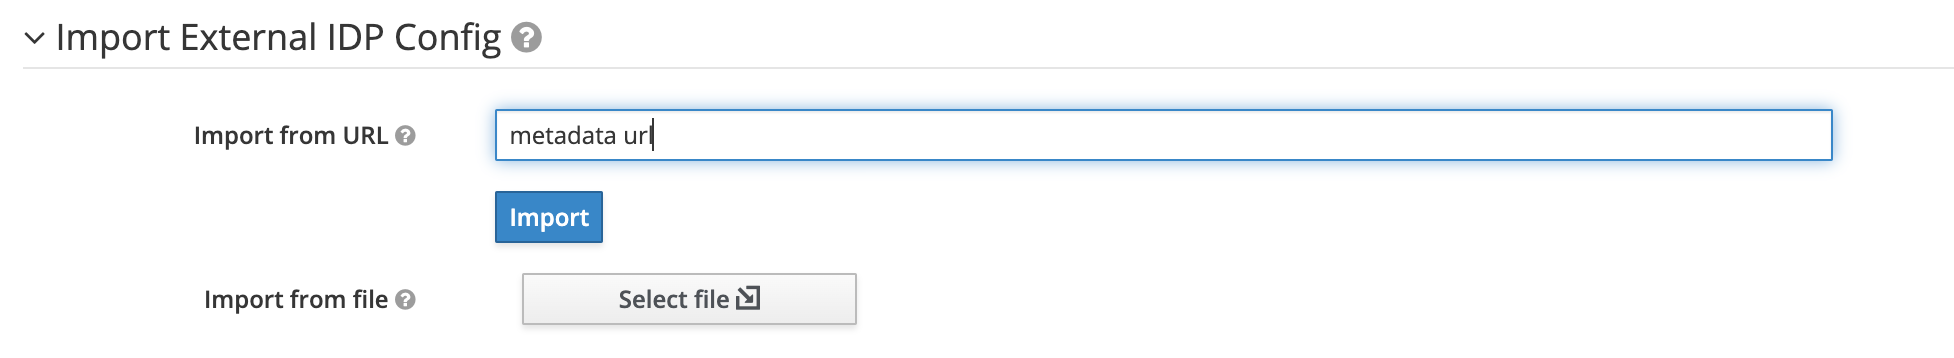 Import External IDP Config ?
Import from URL ? metadata url
Import
Import from file ? Select file